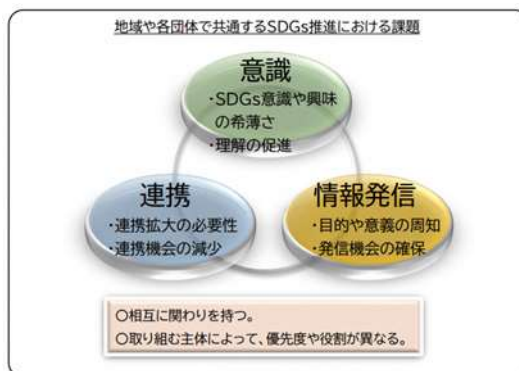 地域や各団体で共通するSDGs推進における課題
意識
・SDGs意識や興味
の希薄さ
・理解の促進
連携
・連携拡大の必要性
・連携機会の減少
情報発信
・目的や意義の周知
・発信機会の確保
〇相互に関わりを持つ。
〇取り組む主体によって、優先度や役割が異なる。